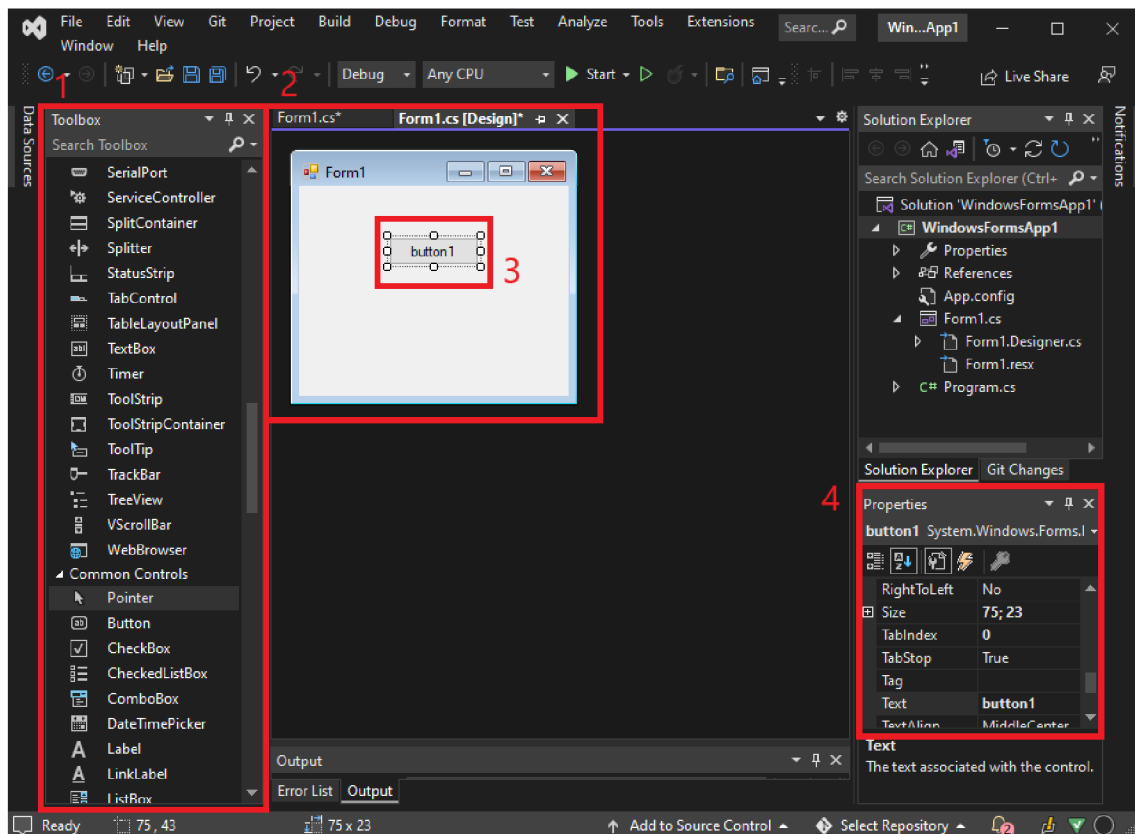 File Edit View Git Project Build Debug Format Test Analyze Tools Extensions
Window Help
Searc...
Win...App1
Debug
Any CPU
Start
Live Share
1
2
Data Sources
Toolbox
Search Toolbox
SerialPort
ServiceController
SplitContainer
Splitter
StatusStrip
TabControl
TableLayoutPanel
TextBox
Timer
ToolStrip
ToolStripContainer
ToolTip
TrackBar
TreeView
VScrollBar
WebBrowser
Common Controls
Pointer
Button
CheckBox
CheckedListBox
ComboBox
DateTimePicker
Label
LinkLabel
ListBox
Form1.cs*
Form1.cs [Design]*
Form1
button1
3
Output
Error List Output
Solution Explorer
Search Solution Explorer (Ctrl+
Solution 'WindowsFormsApp1' (
C# WindowsFormsApp1
Properties
References
App.config
Form1.cs
Form1.Designer.cs
Form1.resx
C# Program.cs
Solution Explorer Git Changes
4
Properties
button1 System.Windows.Forms.
RightToLeft No
Size 75; 23
TabIndex 0
TabStop True
Tag
Text button1
TextAlign MiddleCenter
Text
The text associated with the control.
Notifications
Ready 75 , 43 75 x 23 Add to Source Control Select Repository 2